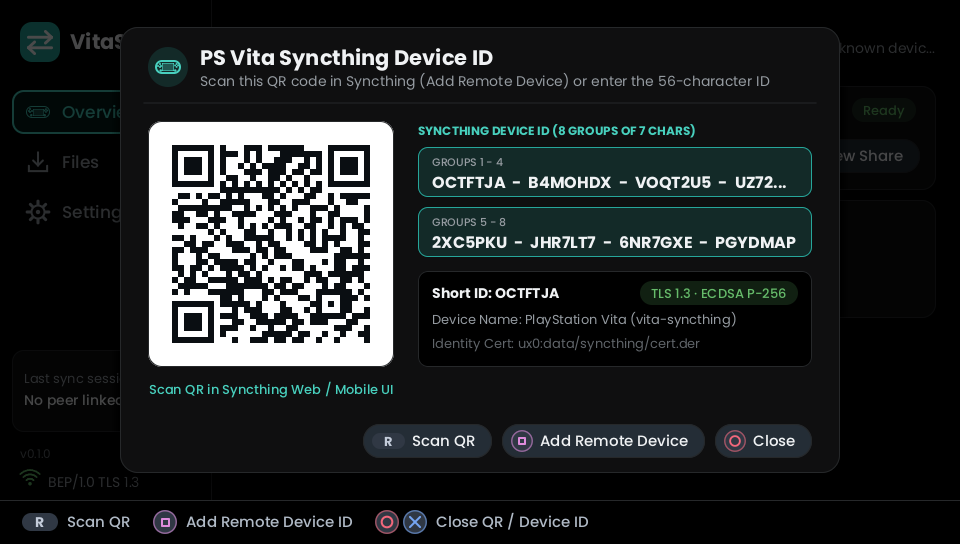 VitaS
PS Vita Syncthing Device ID
Scan this QR code in Syncthing (Add Remote Device) or enter the 56-character ID
known devic...
Overvie
Ready
Files
ew Share
Setting
SYNCTHING DEVICE ID (8 GROUPS OF 7 CHARS)
GROUPS 1 - 4
OCTFTJA - B4MOHDX - VOQT2U5 - UZ72...
GROUPS 5 - 8
2XC5PKU - JHR7LT7 - 6NR7GXE - PGYDMAP
Short ID: OCTFTJA
TLS 1.3 · ECDSA P-256
Device Name: PlayStation Vita (vita-syncthing)
Identity Cert: ux0:data/syncthing/cert.der
Scan QR in Syncthing Web / Mobile UI
Last sync sessi
No peer linked
R Scan QR
Add Remote Device
Close
v0.1.0
BEP/1.0 TLS 1.3
R Scan QR
Add Remote Device ID
Close QR / Device ID